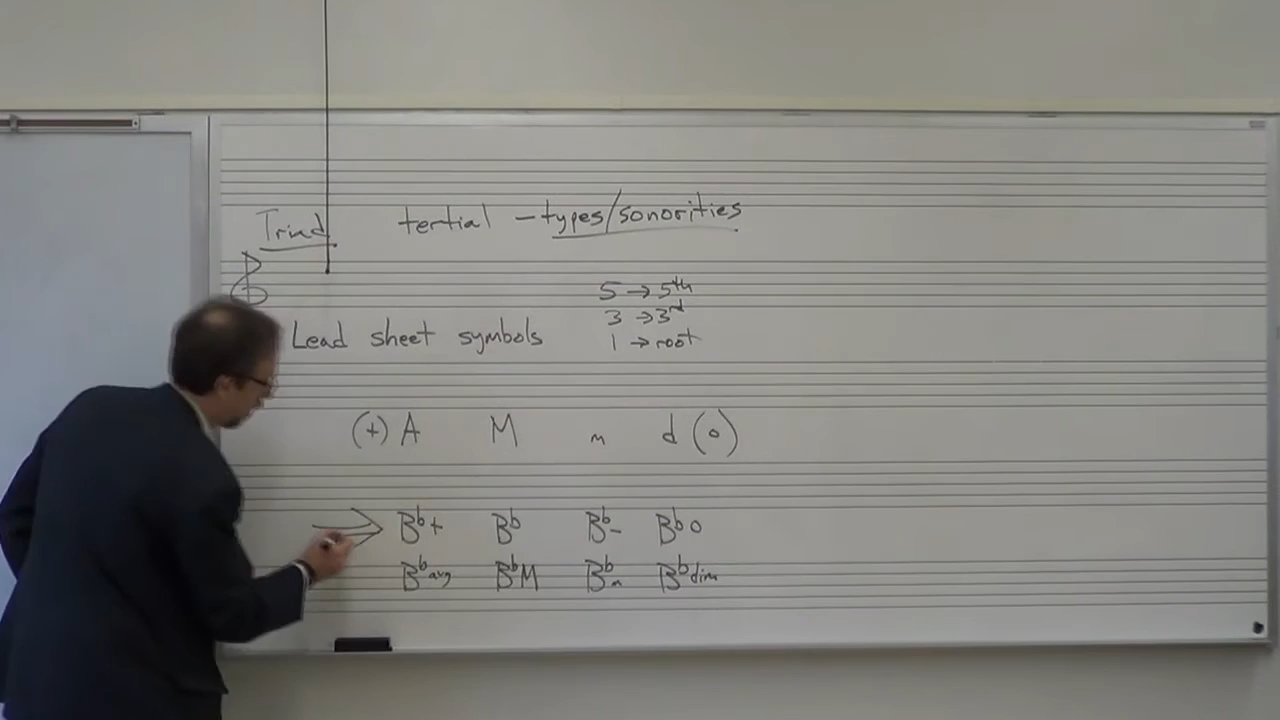 Triad tertial - types/sonorities
5 → 5th
3 → 3rd
Lead sheet symbols 1 → root
(+) A M m d (o)
⇒ B♭+ B♭ B♭- B♭o
B♭aug B♭M B♭m B♭dim